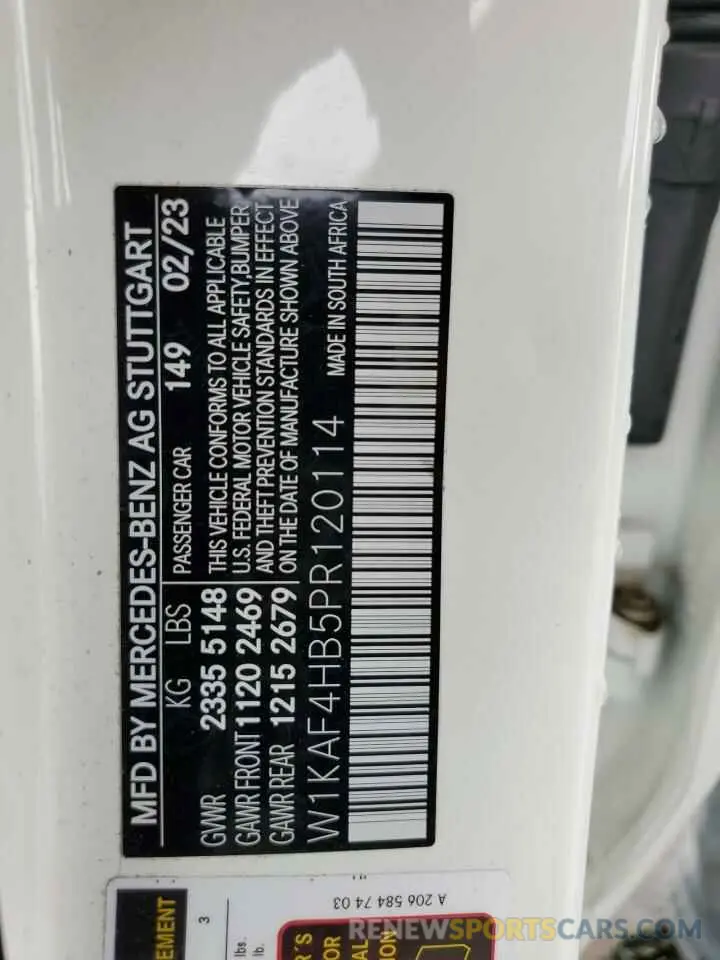 MFD BY MERCEDES-BENZ AG STUTTGART
KG LBS PASSENGER CAR 149 02/23
GVWR 2335 5148 THIS VEHICLE CONFORMS TO ALL APPLICABLE
GAWR FRONT 1120 2469 U.S. FEDERAL MOTOR VEHICLE SAFETY,BUMPER
GAWR REAR 1215 2679 AND THEFT PREVENTION STANDARDS IN EFFECT
ON THE DATE OF MANUFACTURE SHOWN ABOVE
W1KAF4HB5PR120114 MADE IN SOUTH AFRICA
A 206 584 74 03
3
lbs.
lb.
RENEWSPORTSCARS.COM